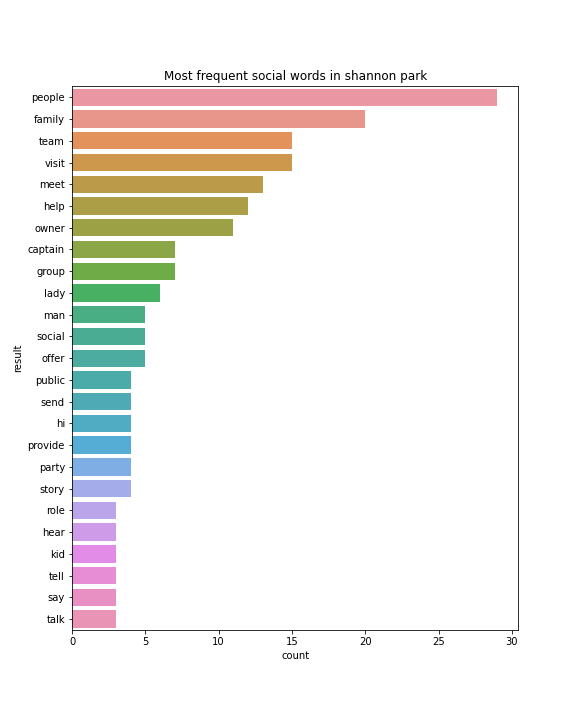 Most frequent social words in shannon park
people
family
team
visit
meet
help
owner
captain
group
lady
man
social
offer
public
send
hi
provide
party
story
role
hear
kid
tell
say
talk
result
0 5 10 15 20 25 30
count